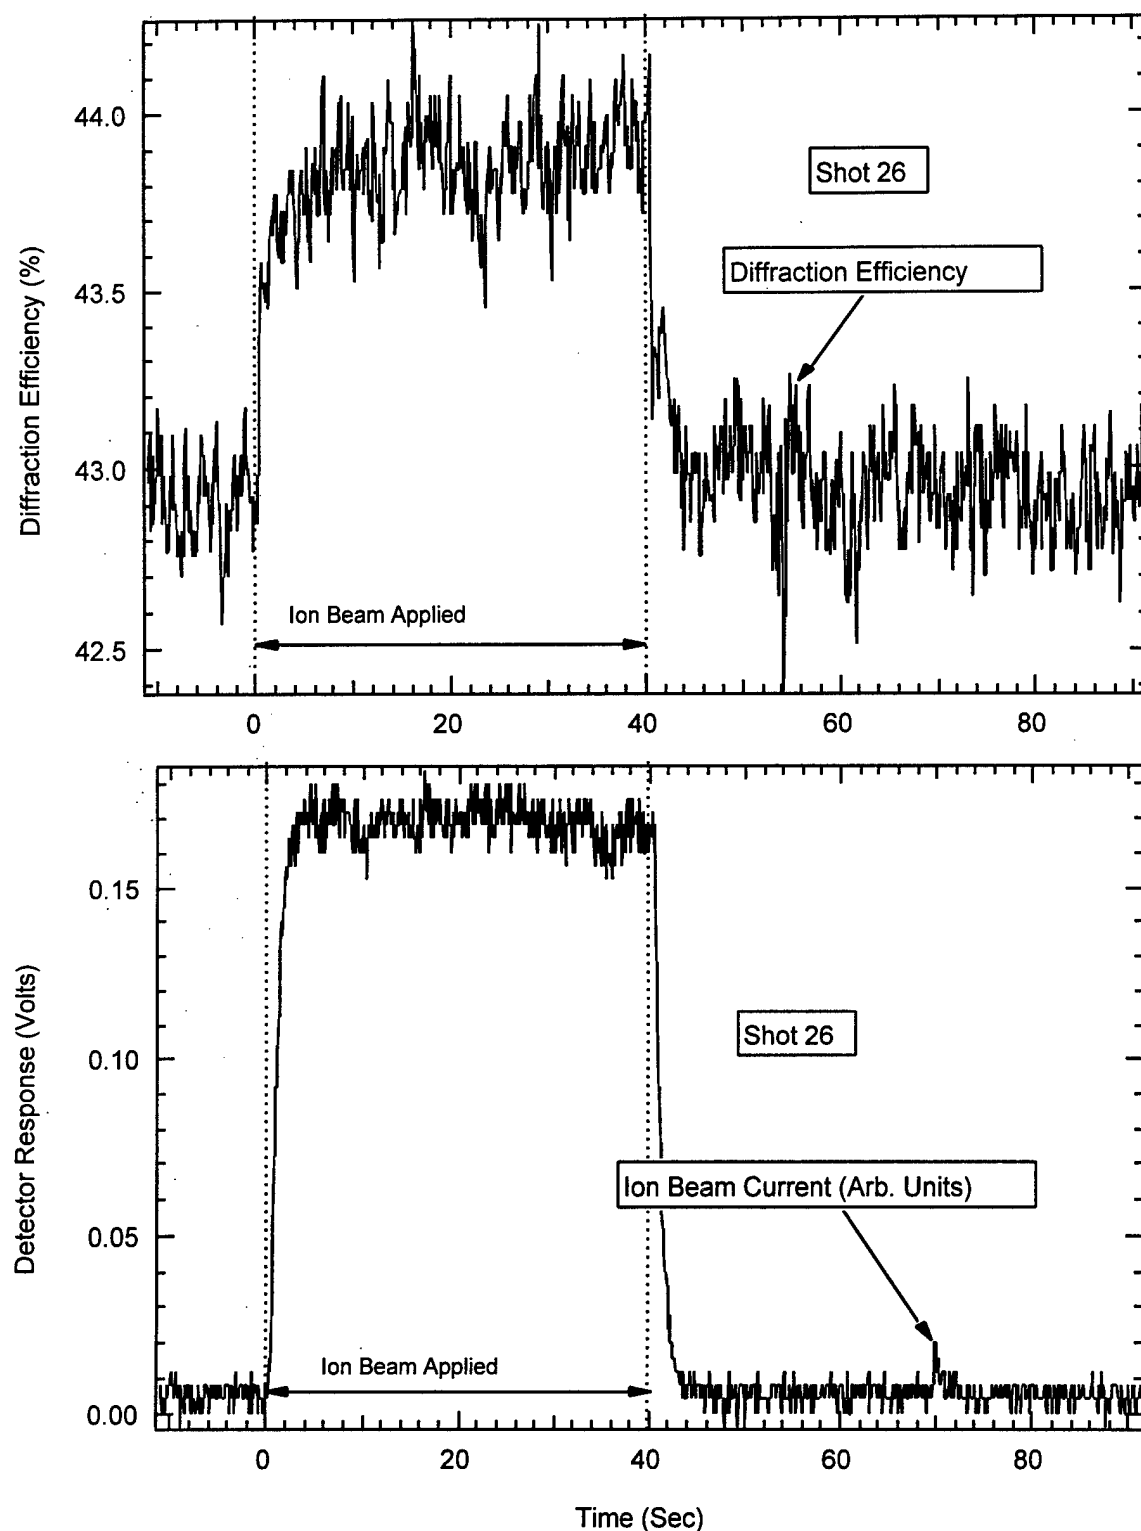 44.0
Shot 26
Diffraction Efficiency
43.5
Diffraction Efficiency (%)
43.0
Ion Beam Applied
42.5
0 20 40 60 80
0.15
Detector Response (Volts)
Shot 26
0.10
Ion Beam Current (Arb. Units)
0.05
Ion Beam Applied
0.00
0 20 40 60 80
Time (Sec)